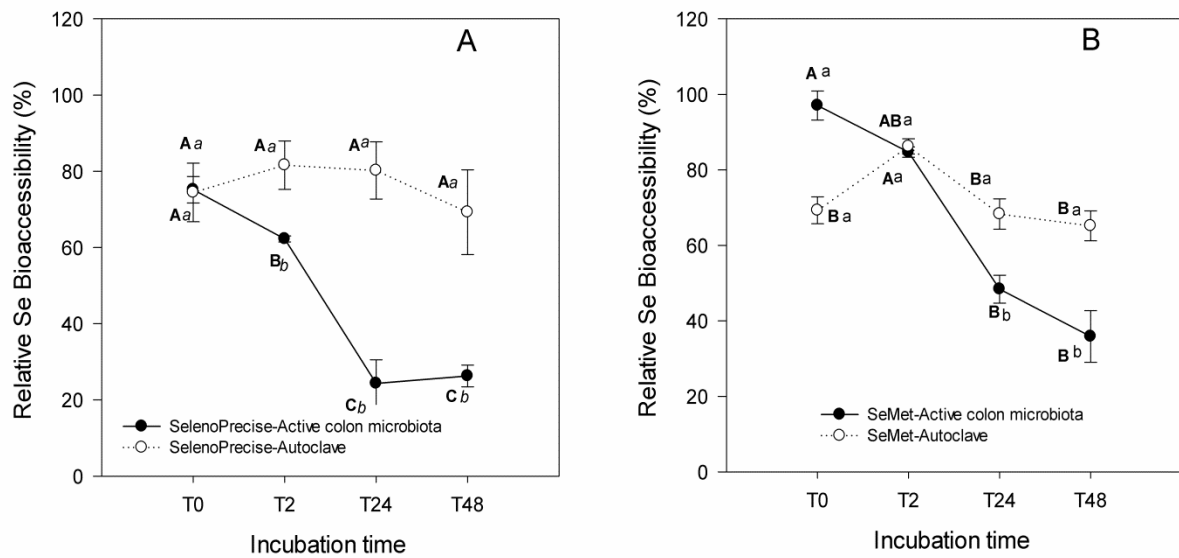 A
Relative Se Bioaccessibility (%)
120
100
80
60
40
20
0
Aa
Aa
Aa
Aa
Aa
Bb
Cb
Cb
SelenoPrecise-Active colon microbiota
SelenoPrecise-Autoclave
T0 T2 T24 T48
Incubation time
B
Relative Se Bioaccessibility (%)
120
100
80
60
40
20
0
A a
AB a
A a
B a
B a
B a
B b
B b
SeMet-Active colon microbiota
SeMet-Autoclave
T0 T2 T24 T48
Incubation time